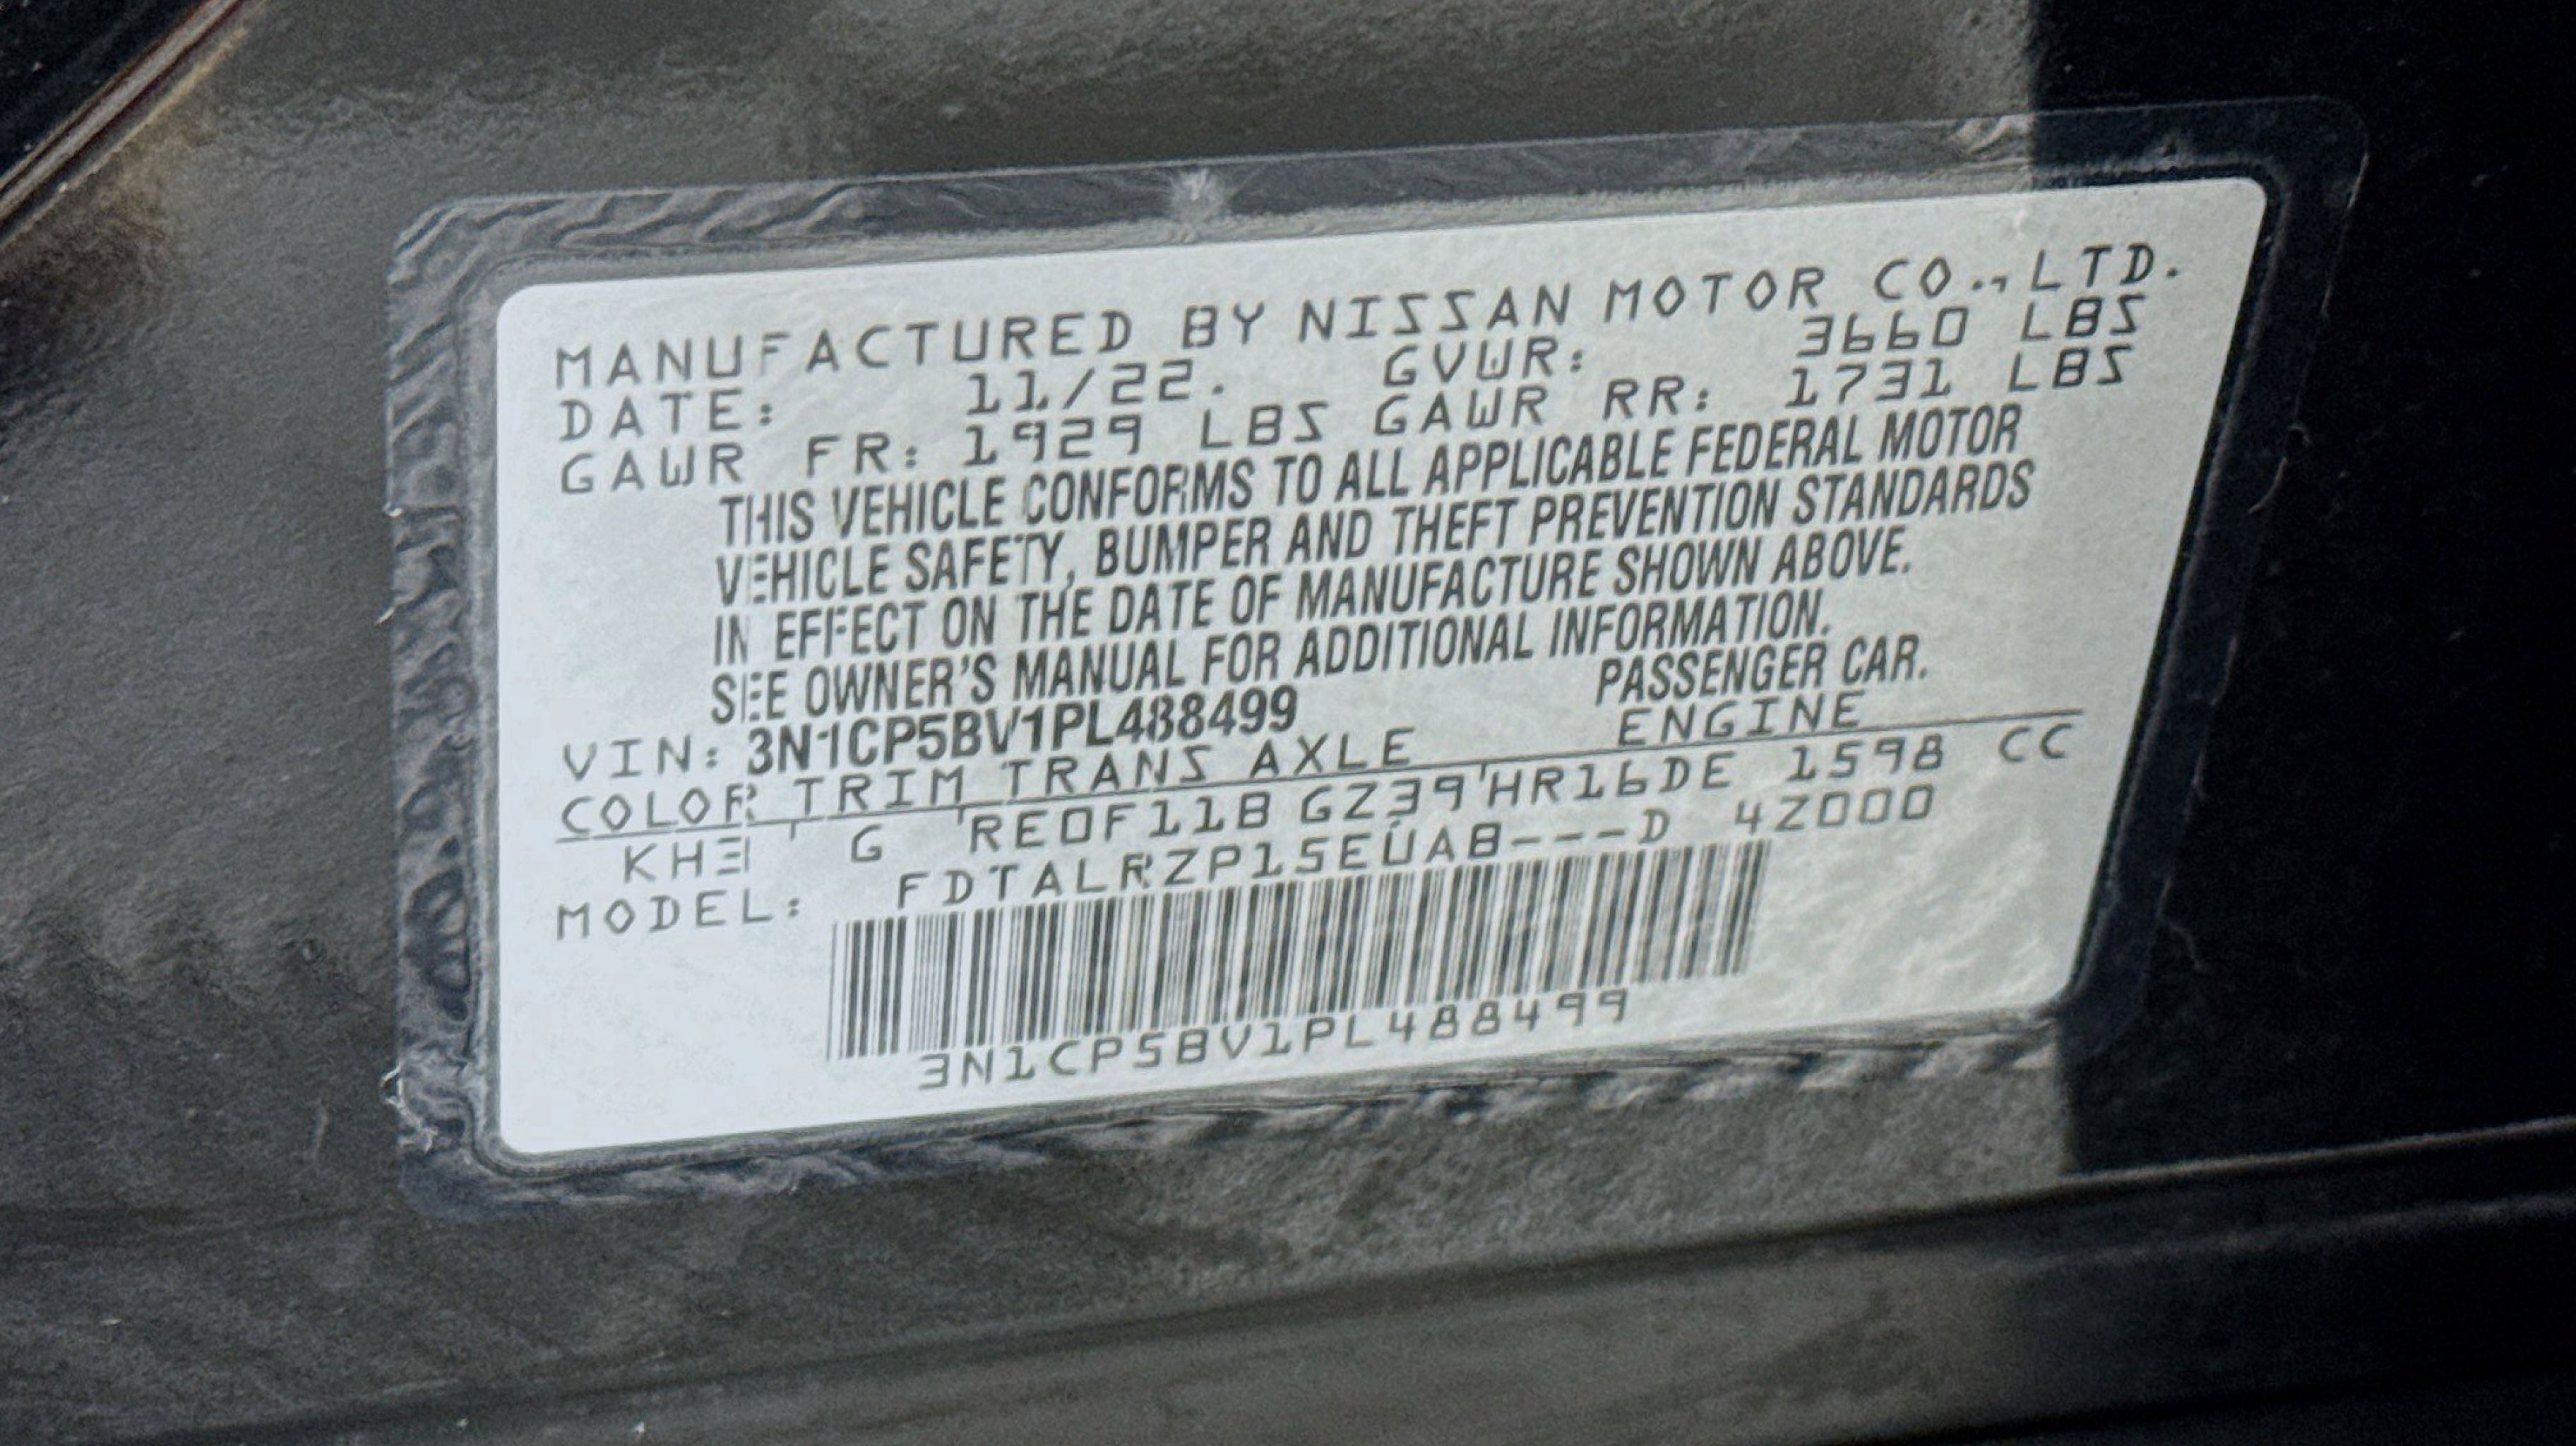 MANUFACTURED BY NISSAN MOTOR CO., LTD.
DATE: 11/22. GVWR: 3660 LBS
GAWR FR: 1929 LBS GAWR RR: 1731 LBS
THIS VEHICLE CONFORMS TO ALL APPLICABLE FEDERAL MOTOR
VEHICLE SAFETY, BUMPER AND THEFT PREVENTION STANDARDS
IN EFFECT ON THE DATE OF MANUFACTURE SHOWN ABOVE.
SEE OWNER'S MANUAL FOR ADDITIONAL INFORMATION.
VIN: 3N1CP5BV1PL488499 PASSENGER CAR.
COLOR TRIM TRANS AXLE ENGINE
KH3 G RE0F11B GZ39 HR16DE 1598 CC
MODEL: FDTALRZP15EUAB---D 4Z000
3N1CP5BV1PL488499